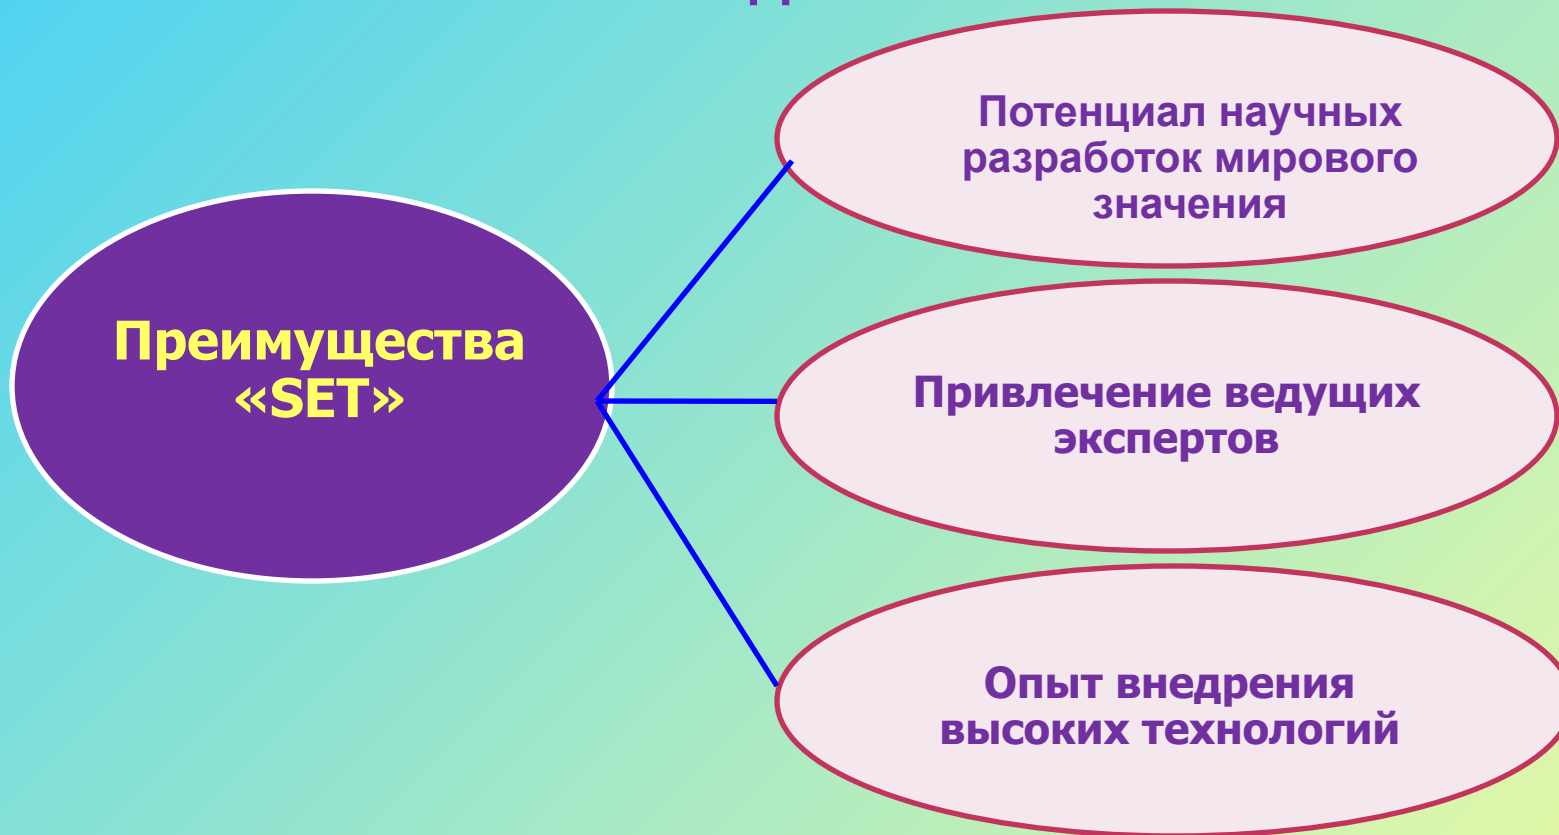 Преимущества
«SET»
Потенциал научных
разработок мирового
значения
Привлечение ведущих
экспертов
Опыт внедрения
высоких технологий